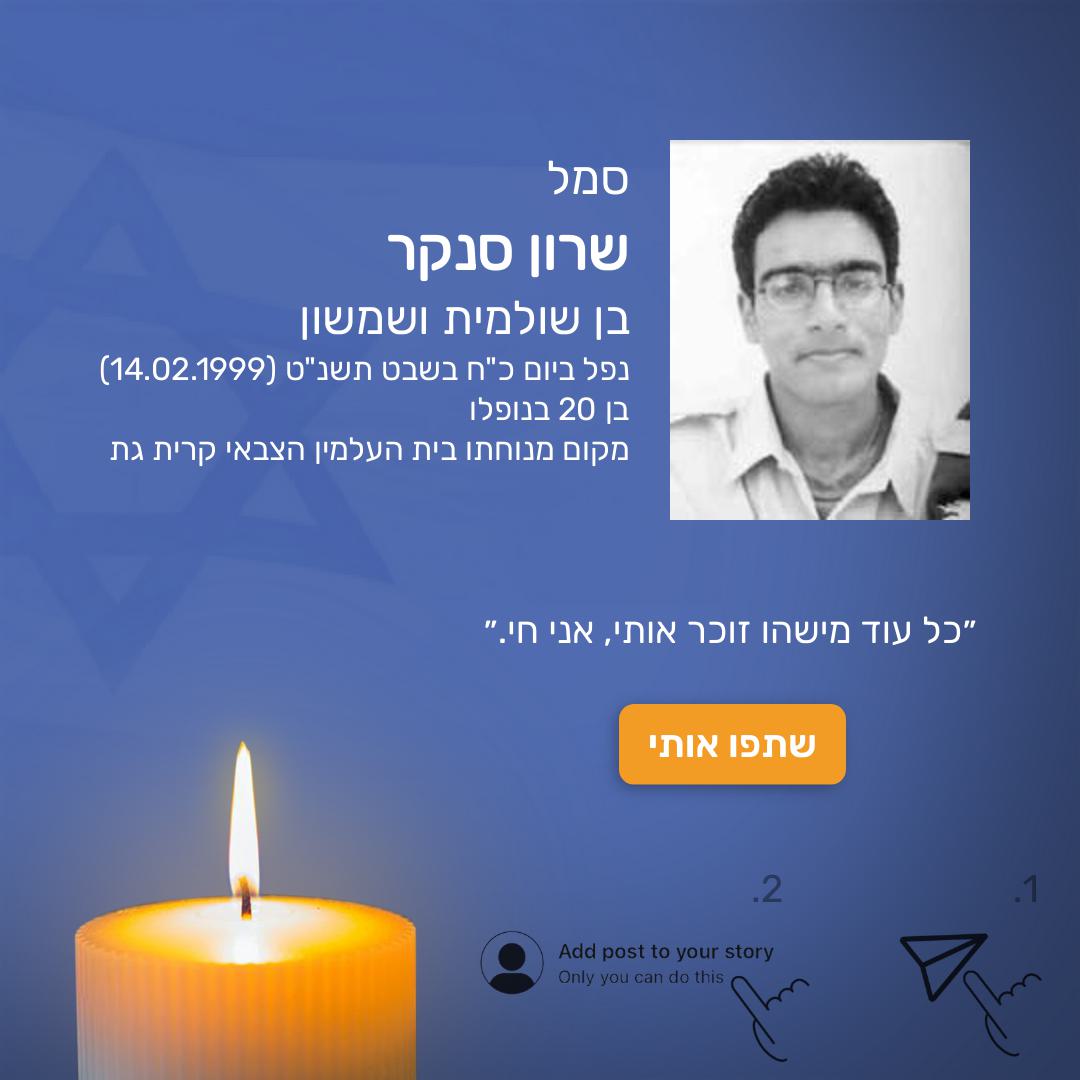 סמל
שרון סנקר
בן שולמית ושמשון
נפל ביום כ"ח בשבט תשנ"ט (14.02.1999)
בן 20 בנופלו
מקום מנוחתו בית העלמין הצבאי קרית גת
״כל עוד מישהו זוכר אותי, אני חי.״
שתפו אותי
.1
.2
Add post to your story
Only you can do this